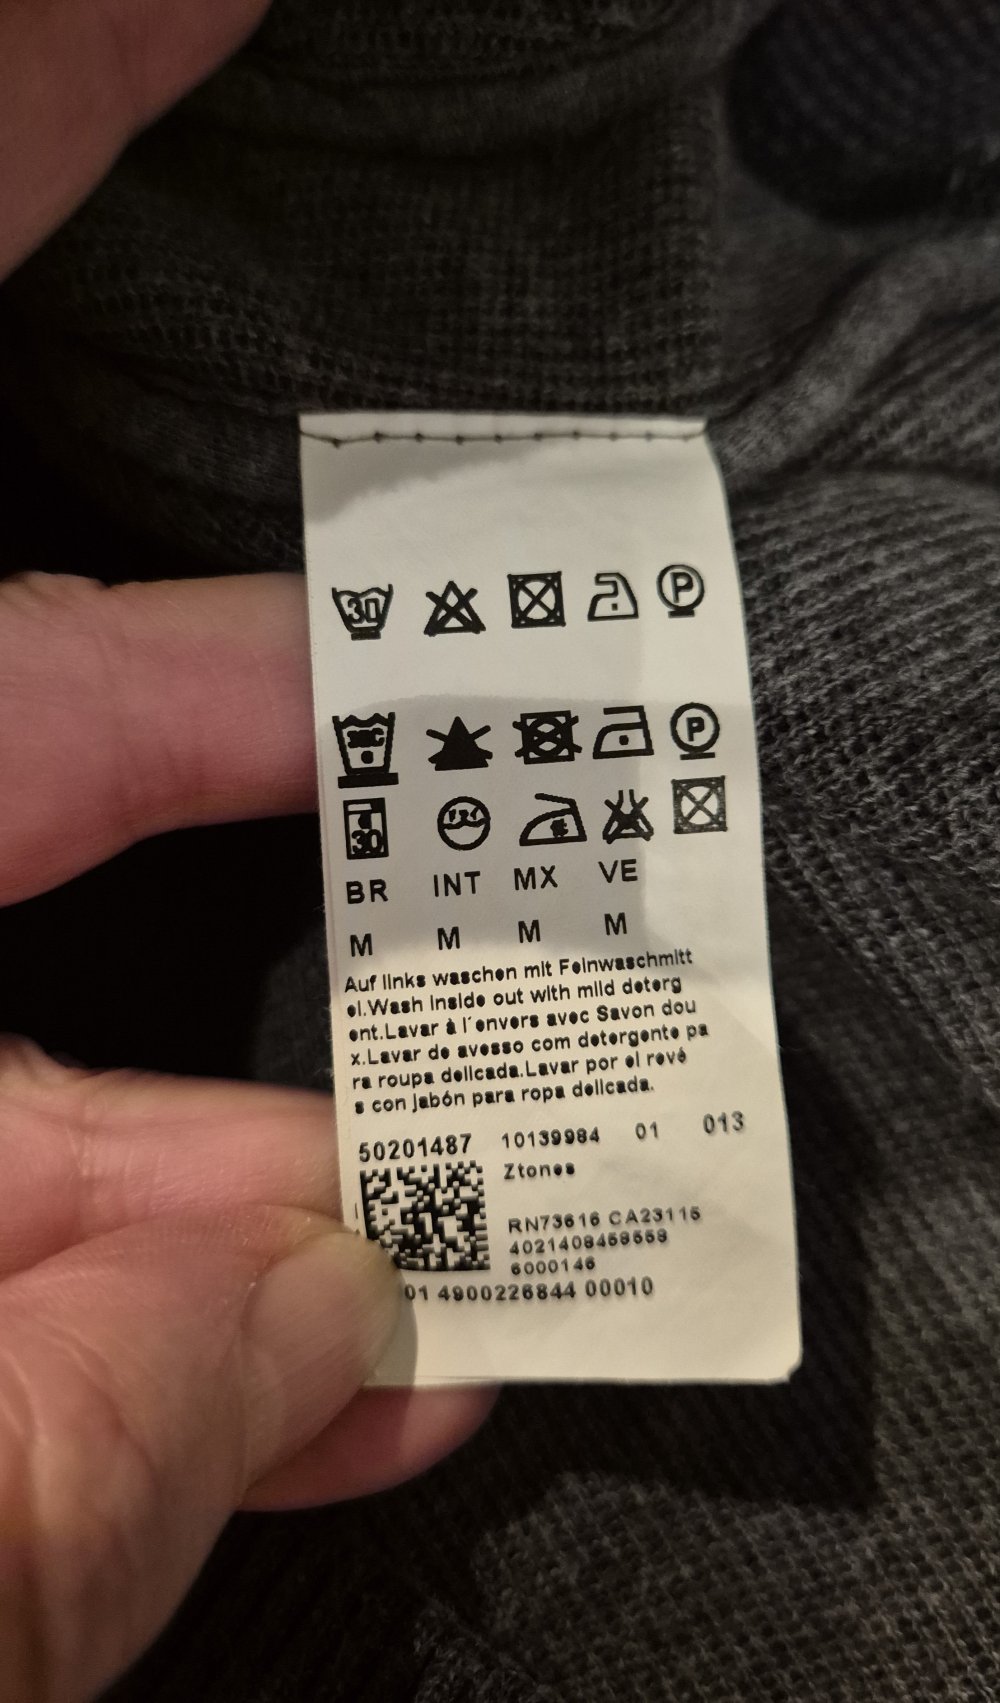 30 P
30C P
30
BR INT MX VE
M M M M
Auf links waschen mit Feinwaschmitt
el.Wash inside out with mild deterg
ent.Lavar à l´envers avec Savon dou
x.Lavar de avesso com detergente pa
ra roupa delicada.Lavar por el revé
s con jabón para ropa delicada.
50201487 10139984 01 013
Ztones
RN73616 CA23115
6000146
01 4900226844 00010